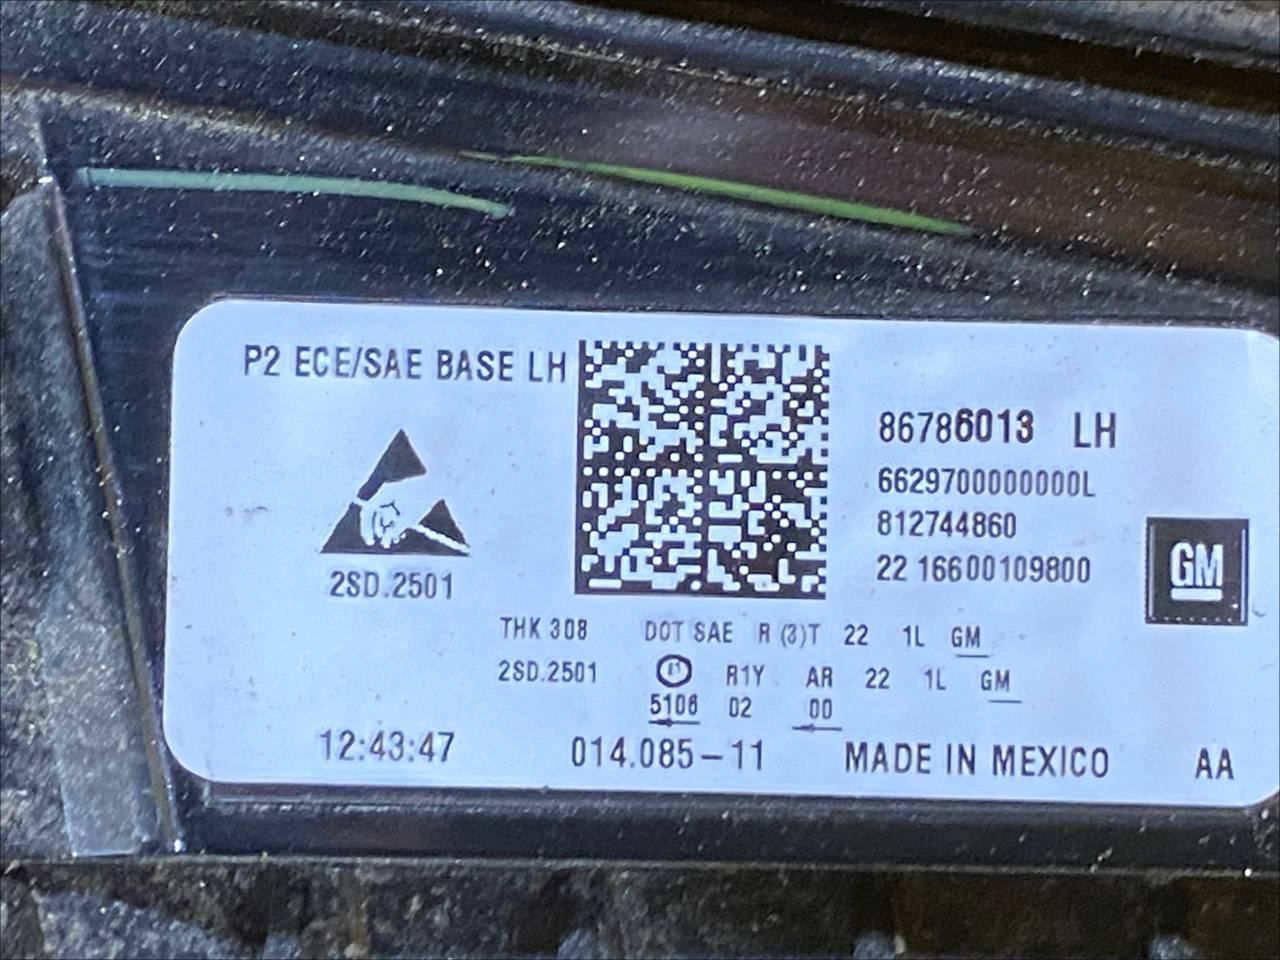 P2 ECE/SAE BASE LH
86786013 LH
6629700000000L
812744860
22 16600109800
GM
2SD.2501
THK 308 DOT SAE R (3)T 22 1L GM
2SD.2501 R1Y AR 22 1L GM
5106 02 00
12:43:47 014.085-11 MADE IN MEXICO AA